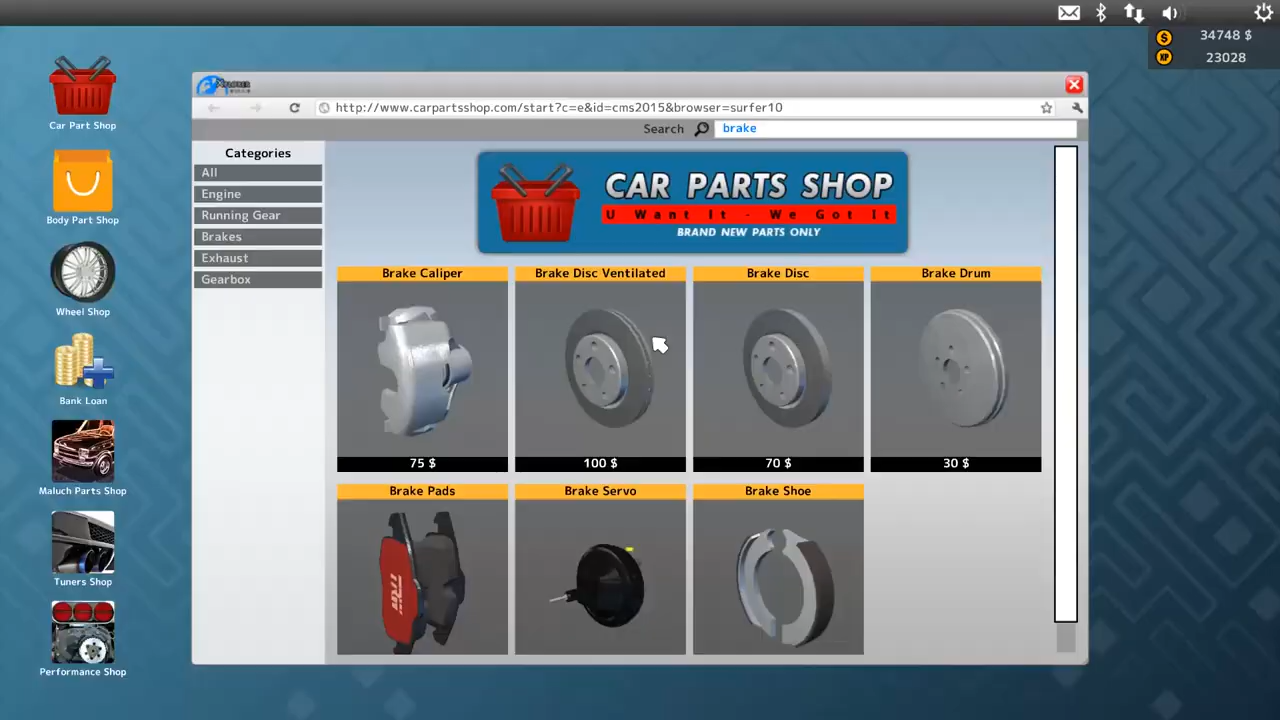 34748 $
23028
Car Part Shop
Body Part Shop
Wheel Shop
Bank Loan
Maluch Parts Shop
Tuners Shop
Performance Shop
http://www.carpartsshop.com/start?c=e&id=cms2015&browser=surfer10
Search brake
Categories
All
Engine
Running Gear
Brakes
Exhaust
Gearbox
CAR PARTS SHOP
U Want It - We Got It
BRAND NEW PARTS ONLY
Brake Caliper
75 $
Brake Disc Ventilated
100 $
Brake Disc
70 $
Brake Drum
30 $
Brake Pads
TRW
Brake Servo
Brake Shoe
$
XP